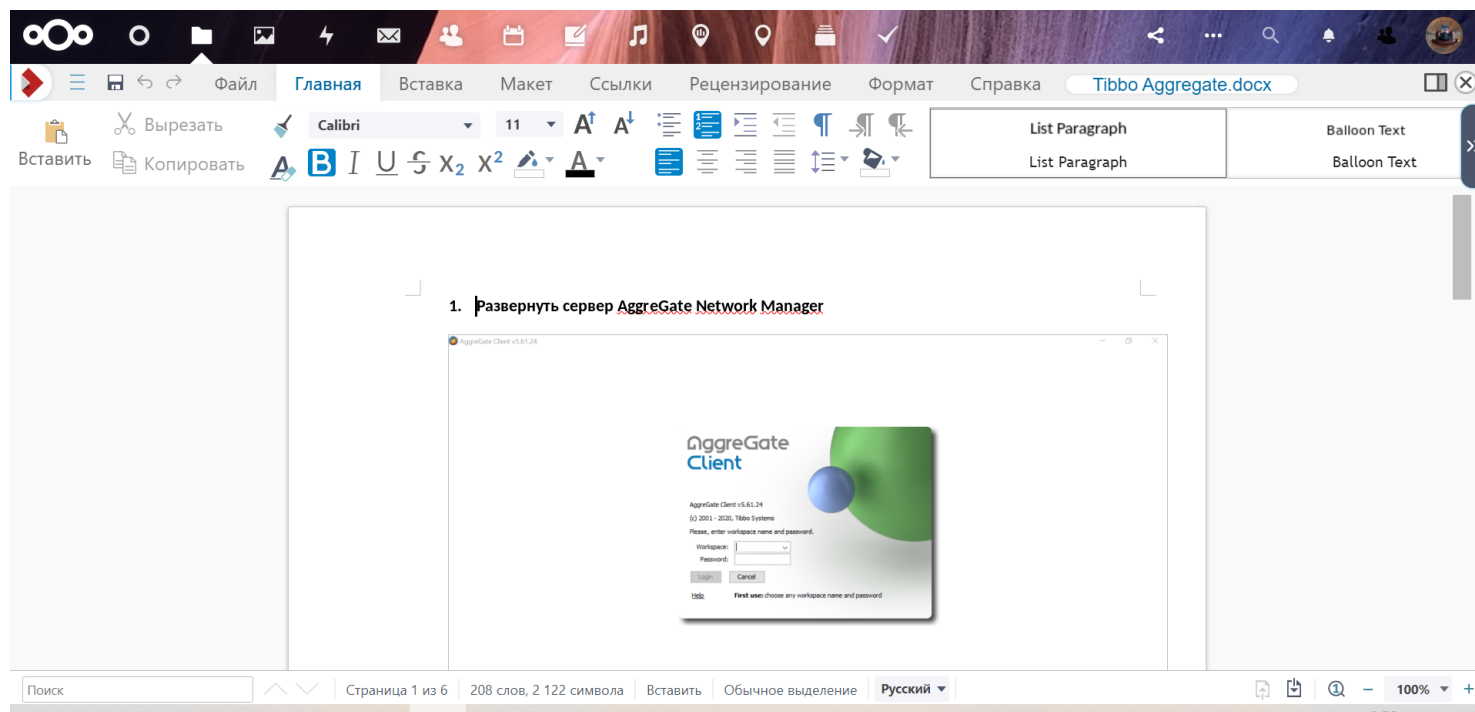 Файл Главная Вставка Макет Ссылки Рецензирование Формат Справка Tibbo Aggregate.docx
Вставить Вырезать Копировать Calibri 11
List Paragraph Balloon Text
List Paragraph Balloon Text
1. Развернуть сервер AggreGate Network Manager
AggreGate Client v5.61.24
AggreGate
Client
AggreGate Client v5.61.24
(c) 2001 - 2020, Tibbo Systems
Please, enter workspace name and password.
Workspace:
Password:
Login Cancel
Help First use: choose any workspace name and password
Поиск Страница 1 из 6 208 слов, 2 122 символа Вставить Обычное выделение Русский 100%